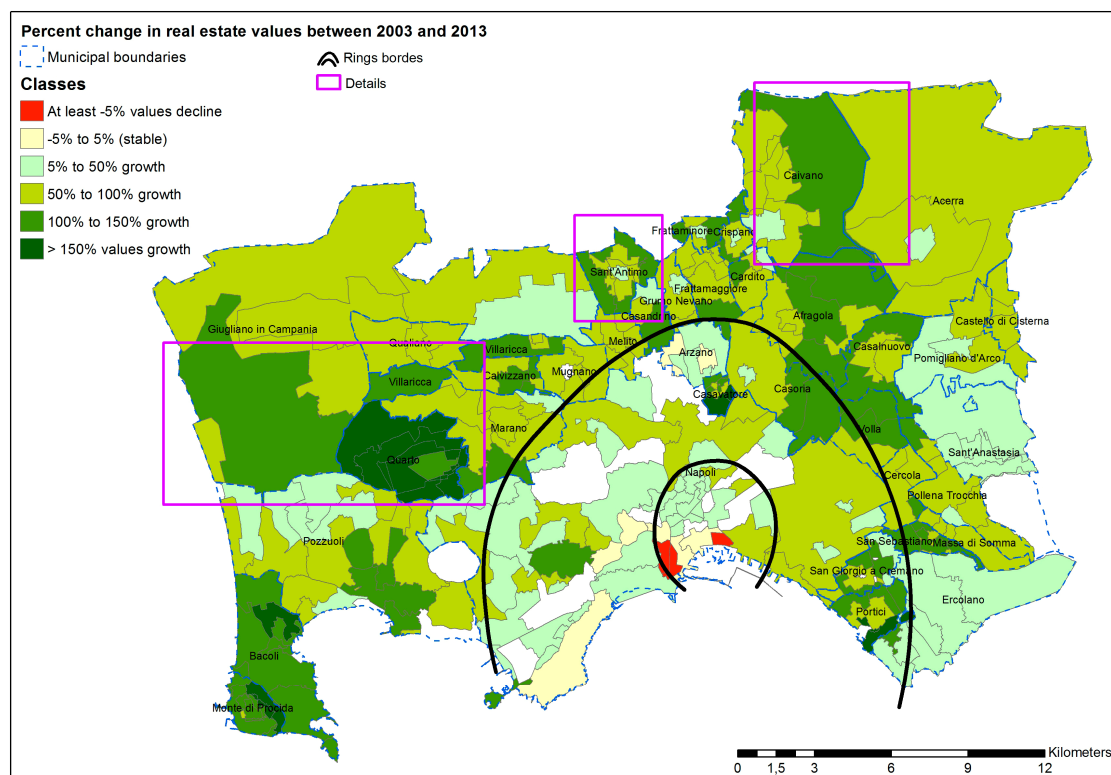 Percent change in real estate values between 2003 and 2013
Municipal boundaries
Rings bordes
Classes
Details
At least -5% values decline
-5% to 5% (stable)
5% to 50% growth
50% to 100% growth
100% to 150% growth
> 150% values growth
Caivano
Acerra
Frattaminore
Crispano
Sant'Antimo
Cardito
Frattamaggiore
Grumo Nevano
Casandrino
Afragola
Castello di Cisterna
Giugliano in Campania
Qualiano
Melito
Casalnuovo
Villaricca
Arzano
Pomigliano d'Arco
Mugnano
Calvizzano
Villaricca
Casoria
Casavatore
Marano
Volla
Quarto
Sant'Anastasia
Napoli
Cercola
Pollena Trocchia
Pozzuoli
San Sebastiano
Massa di Somma
San Giorgio a Cremano
Ercolano
Portici
Bacoli
Monte di Procida
Kilometers
0 1,5 3 6 9 12